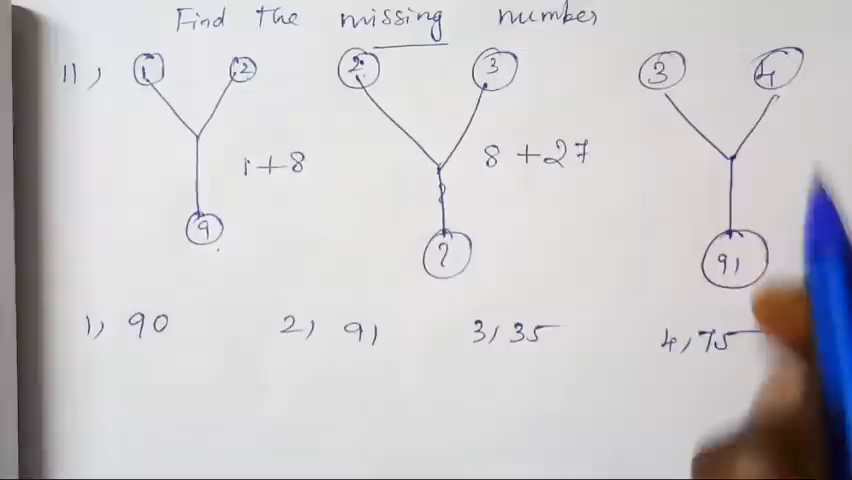 Find the missing number
11) 1 2 2 3 3 4
1+8 8+27
9 ? 91
1) 90 2) 91 3) 35 4) 75